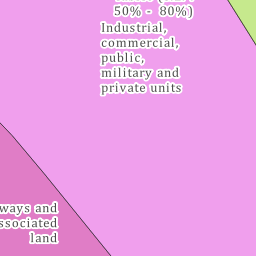 50% - 80%)
Industrial,
commercial,
public,
military and
private units
ways and
ssociated
land